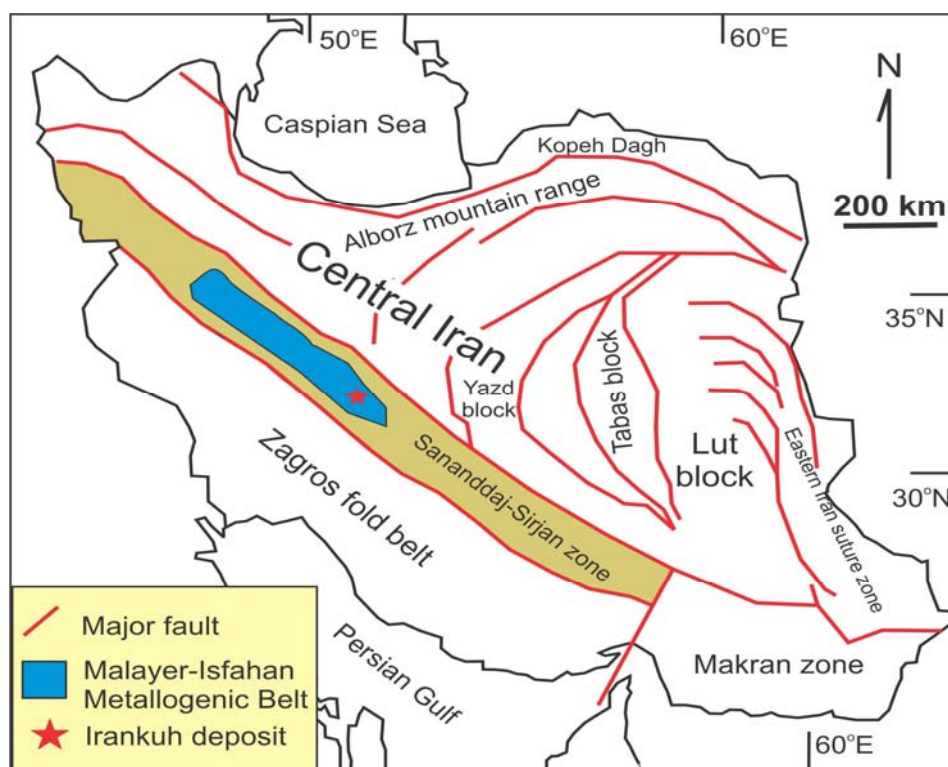 50°E
60°E
N
Caspian Sea
Kopeh Dagh
200 km
Alborz mountain range
Central Iran
35°N
Yazd
block
Tabas block
Lut
block
Eastern Iran suture zone
30°N
Zagros fold belt
Sananddaj-Sirjan zone
Major fault
Malayer-Isfahan
Metallogenic Belt
Irankuh deposit
Persian Gulf
Makran zone
60°E